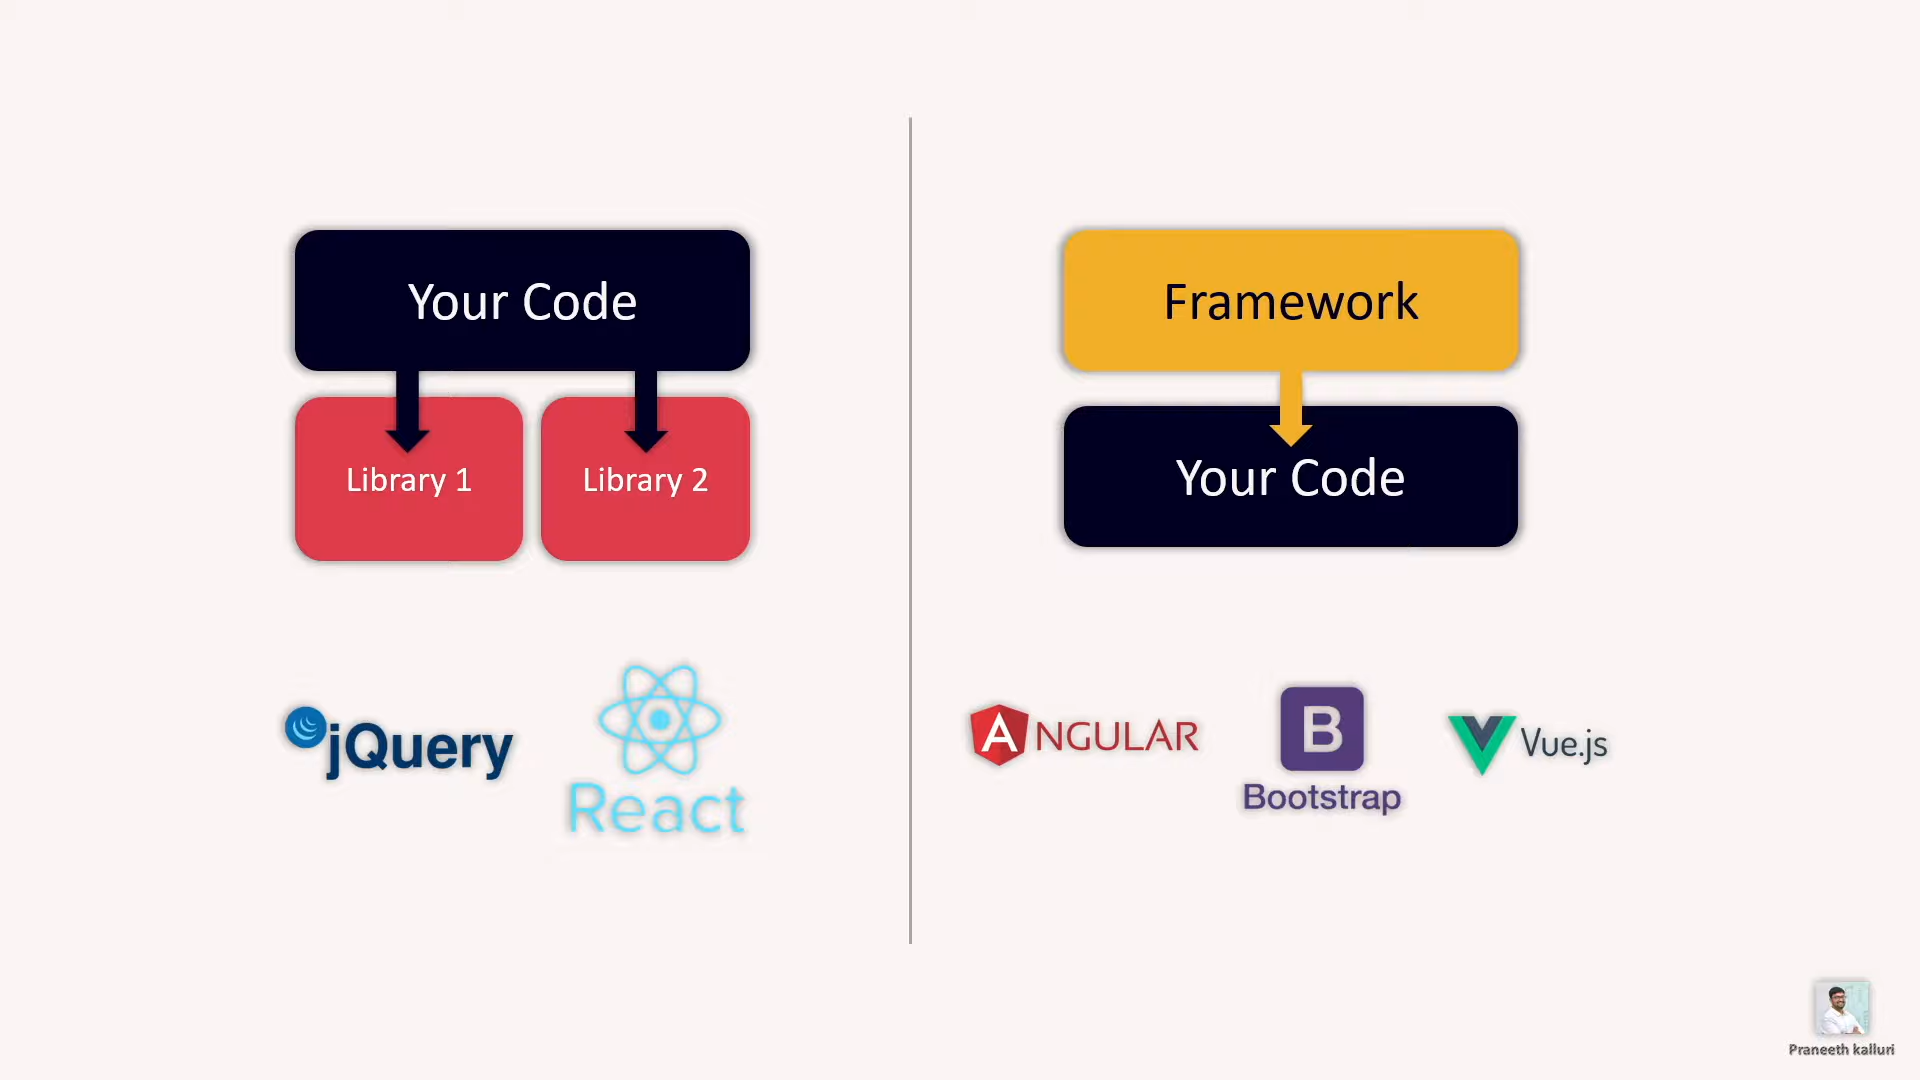 Your Code
Library 1
Library 2
jQuery
React
Framework
Your Code
ANGULAR
B
Bootstrap
Vue.js
Praneeth kalluri